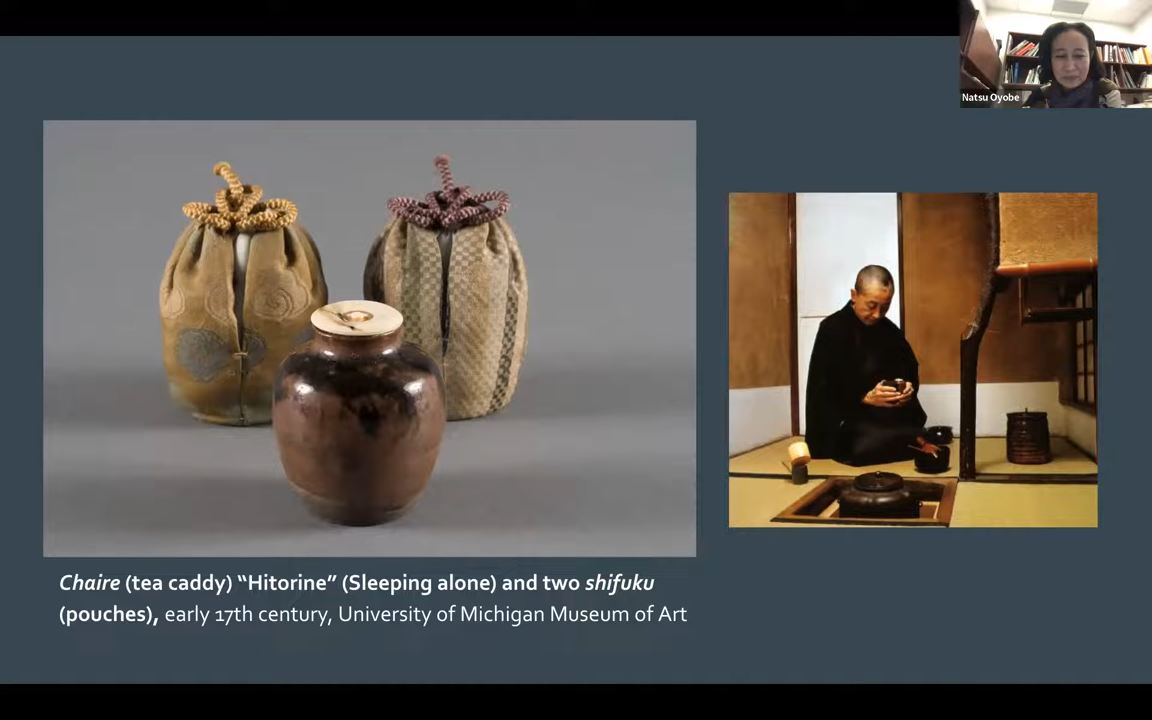 Natsu Oyobe
Chaire (tea caddy) “Hitorine” (Sleeping alone) and two shifuku
(pouches), early 17th century, University of Michigan Museum of Art